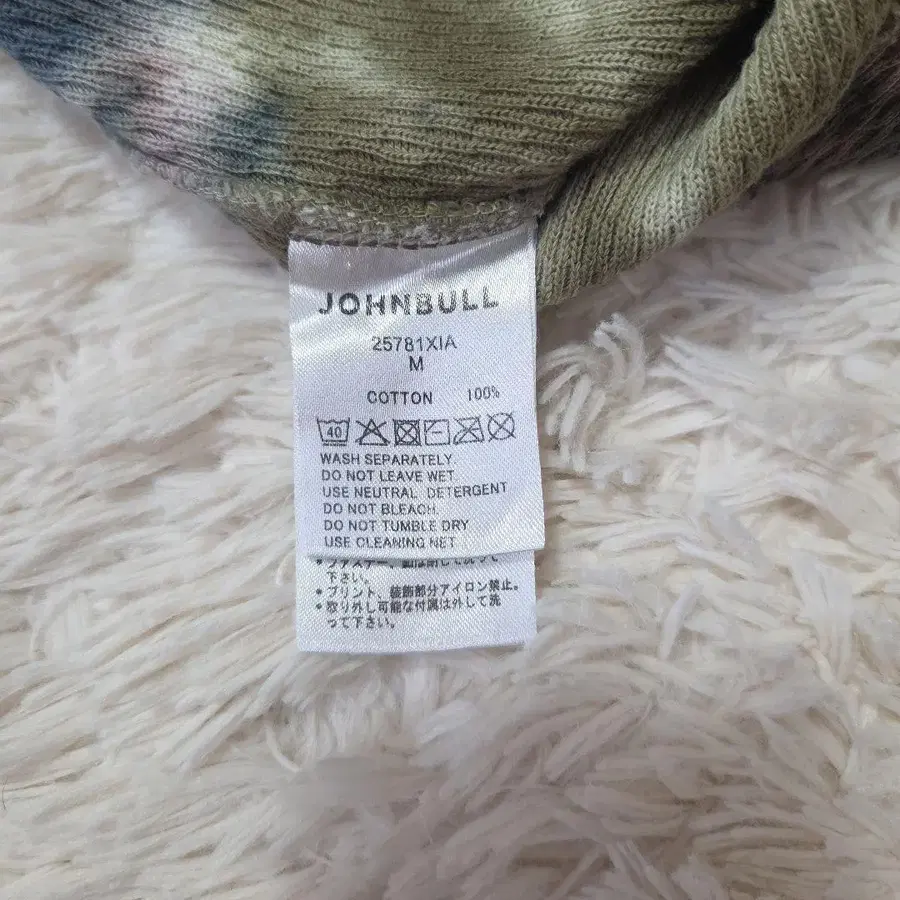 JOHNBULL
25781XIA
M
COTTON 100%
40
WASH SEPARATELY
DO NOT LEAVE WET
USE NEUTRAL DETERGENT
DO NOT BLEACH.
DO NOT TUMBLE DRY
USE CLEANING NET
下さい。
*プリント、装飾部分アイロン禁止。
*取り外し可能な付属は外して洗
って下さい。